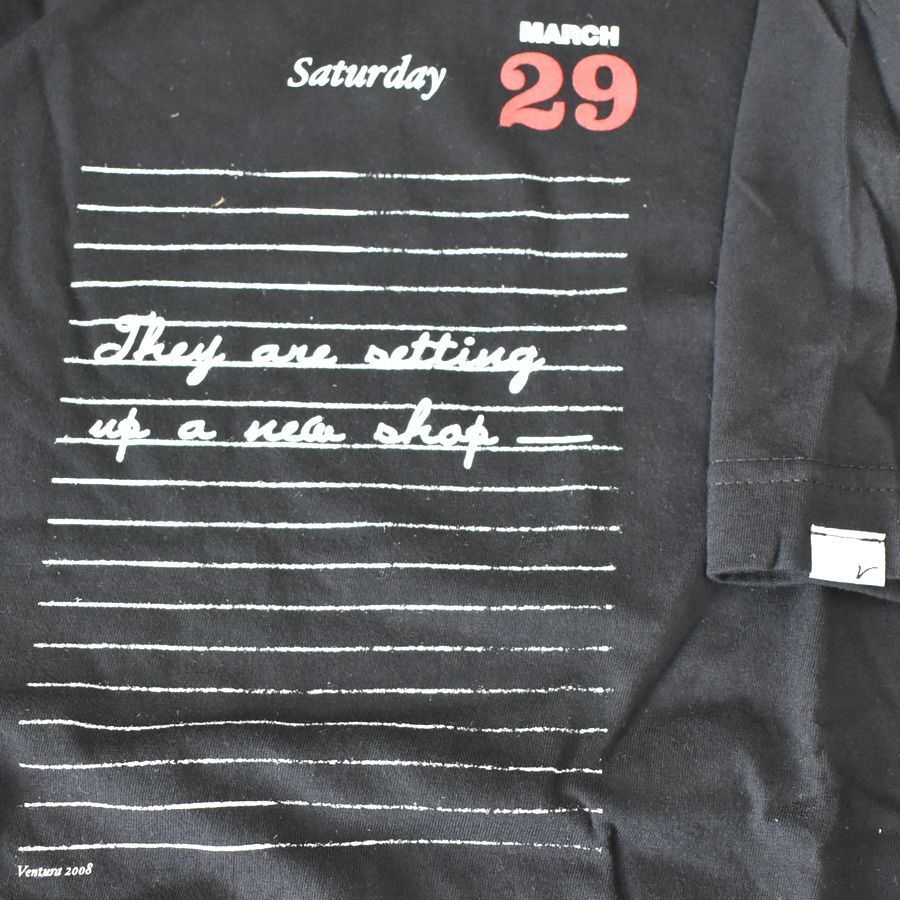 MARCH
Saturday 29
They are setting
up a new shop —
Ventura 2008
V